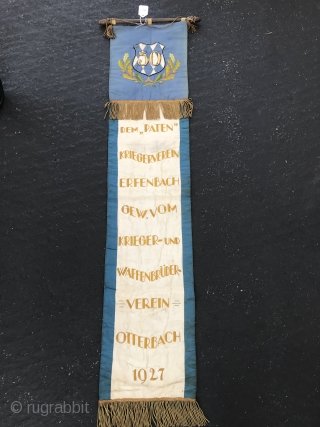 50
DEM „PATEN"
KRIEGERVEREIN
ERFENBACH
GEW. VOM
KRIEGER- UND
WAFFENBRÜDER-
VEREIN
OTTERBACH
1927
© rugrabbit